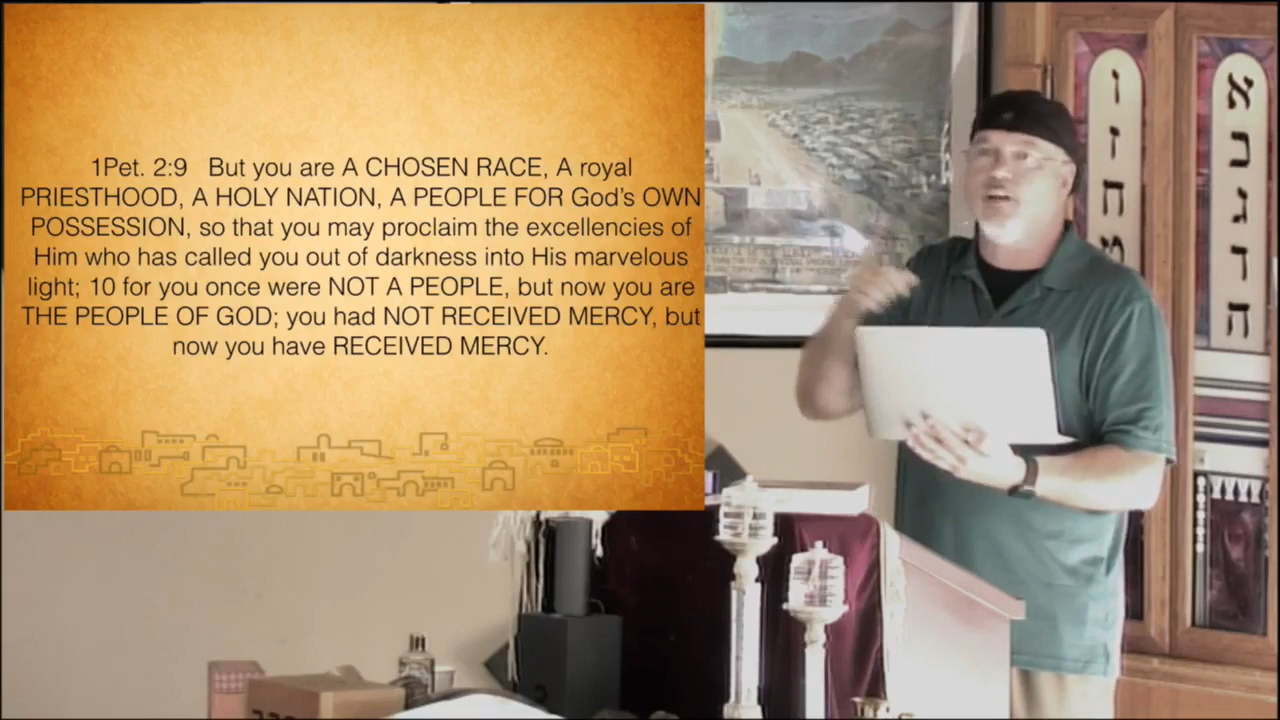 1Pet. 2:9 But you are A CHOSEN RACE, A royal
PRIESTHOOD, A HOLY NATION, A PEOPLE FOR God's OWN
POSSESSION, so that you may proclaim the excellencies of
Him who has called you out of darkness into His marvelous
light; 10 for you once were NOT A PEOPLE, but now you are
THE PEOPLE OF GOD; you had NOT RECEIVED MERCY, but
now you have RECEIVED MERCY.
א
ב
ג
ד
ה
ו
ז
ח